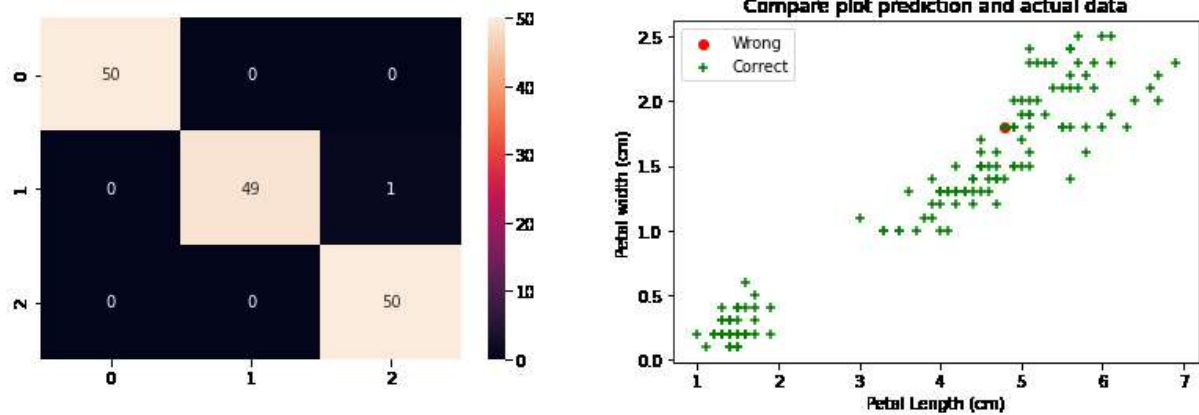 50 0 0
0 49 1
0 0 50
0
1
2
0 1 2
50
40
30
20
10
0
Compare plot prediction and actual data
Wrong
Correct
2.5
2.0
1.5
1.0
0.5
0.0
Petal width (cm)
1 2 3 4 5 6 7
Petal Length (cm)